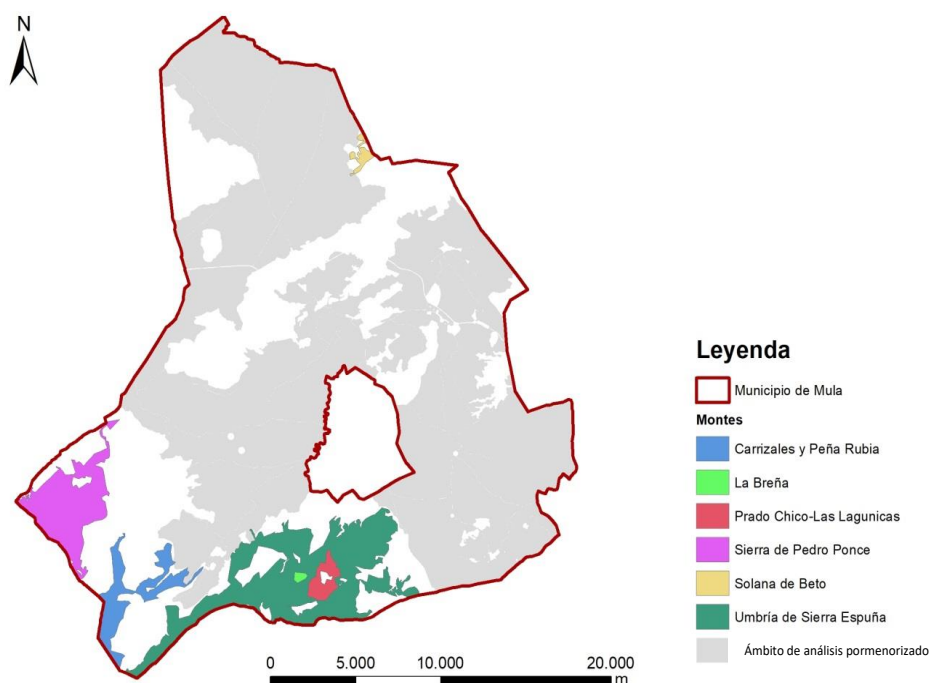 N
Leyenda
Municipio de Mula
Montes
Carrizales y Peña Rubia
La Breña
Prado Chico-Las Lagunicas
Sierra de Pedro Ponce
Solana de Beto
Umbría de Sierra Espuña
Ámbito de análisis pormenorizado
0 5.000 10.000 20.000
m